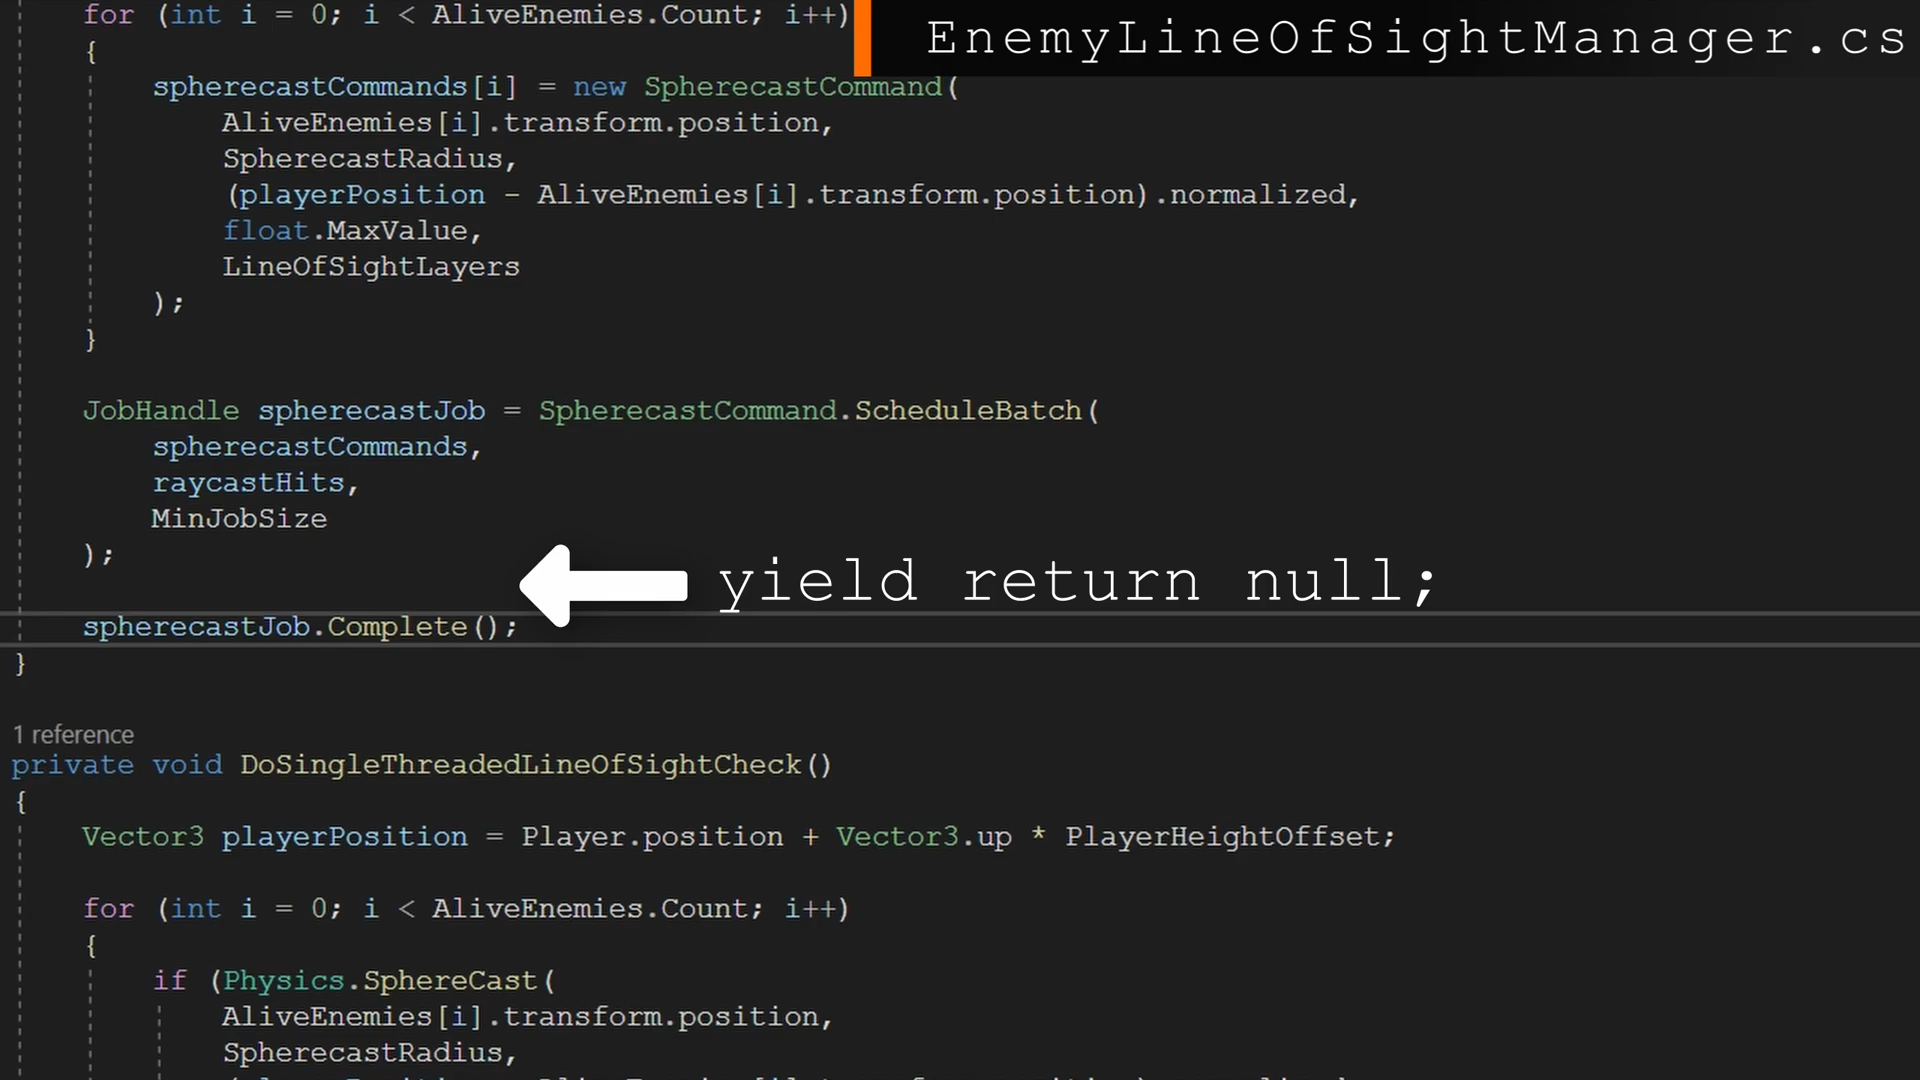 for (int i = 0; i < AliveEnemies.Count; i++)
EnemyLineOfSightManager.cs
{
spherecastCommands[i] = new SpherecastCommand(
AliveEnemies[i].transform.position,
SpherecastRadius,
(playerPosition - AliveEnemies[i].transform.position).normalized,
float.MaxValue,
LineOfSightLayers
);
}
JobHandle spherecastJob = SpherecastCommand.ScheduleBatch(
spherecastCommands,
raycastHits,
MinJobSize
);
yield return null;
spherecastJob.Complete();
}
1 reference
private void DoSingleThreadedLineOfSightCheck()
{
Vector3 playerPosition = Player.position + Vector3.up * PlayerHeightOffset;
for (int i = 0; i < AliveEnemies.Count; i++)
{
if (Physics.SphereCast(
AliveEnemies[i].transform.position,
SpherecastRadius,